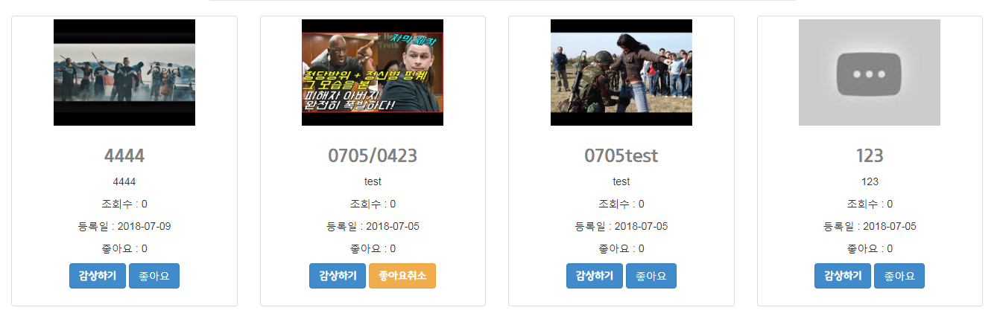 4444
4444
조회수 : 0
등록일 : 2018-07-09
좋아요 : 0
감상하기 좋아요
자막 제작
Truth
정당방위 + 정신병 핑계
그 모습을 본
피해자 아버지
완전히 폭발하다!
0705/0423
test
조회수 : 0
등록일 : 2018-07-05
좋아요 : 0
감상하기 좋아요취소
0705test
test
조회수 : 0
등록일 : 2018-07-05
좋아요 : 0
감상하기 좋아요
123
123
조회수 : 0
등록일 : 2018-07-05
좋아요 : 0
감상하기 좋아요